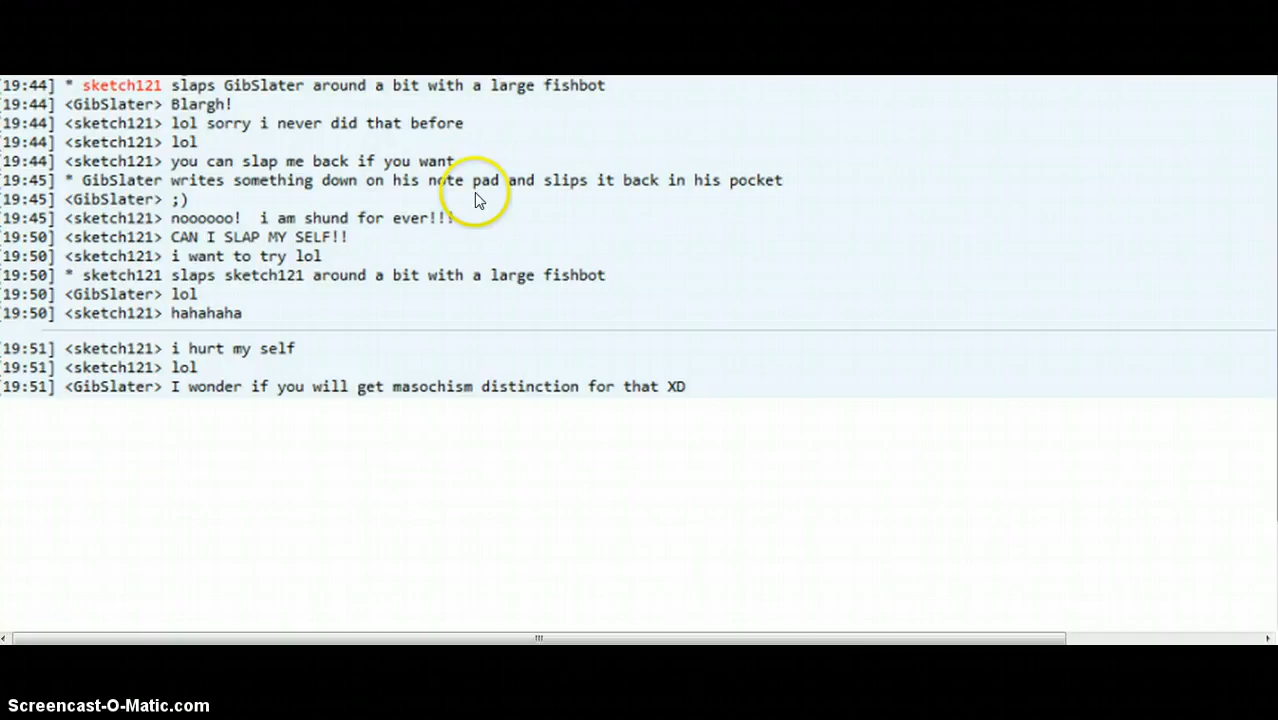 [19:44] * sketch121 slaps GibSlater around a bit with a large fishbot
[19:44] <GibSlater> Blargh!
[19:44] <sketch121> lol sorry i never did that before
[19:44] <sketch121> lol
[19:44] <sketch121> you can slap me back if you want
[19:45] * GibSlater writes something down on his note pad and slips it back in his pocket
[19:45] <GibSlater> ;)
[19:45] <sketch121> noooooo!  i am shund for ever!!!
[19:50] <sketch121> CAN I SLAP MY SELF!!
[19:50] <sketch121> i want to try lol
[19:50] * sketch121 slaps sketch121 around a bit with a large fishbot
[19:50] <GibSlater> lol
[19:50] <sketch121> hahahaha
[19:51] <sketch121> i hurt my self
[19:51] <sketch121> lol
[19:51] <GibSlater> I wonder if you will get masochism distinction for that XD
Screencast-O-Matic.com